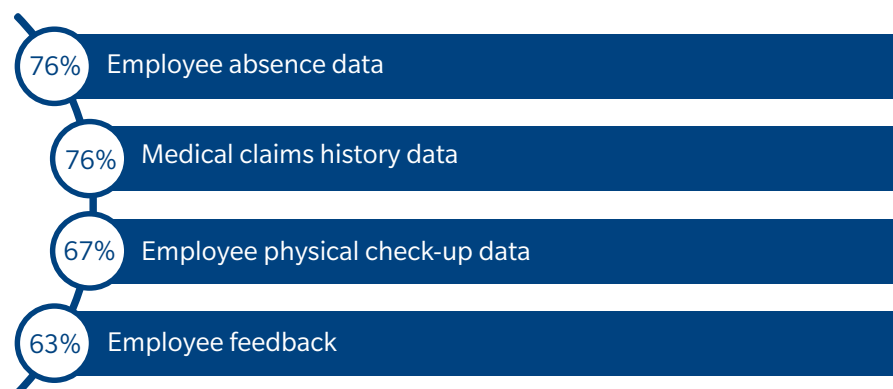 76% Employee absence data
76% Medical claims history data
67% Employee physical check-up data
63% Employee feedback